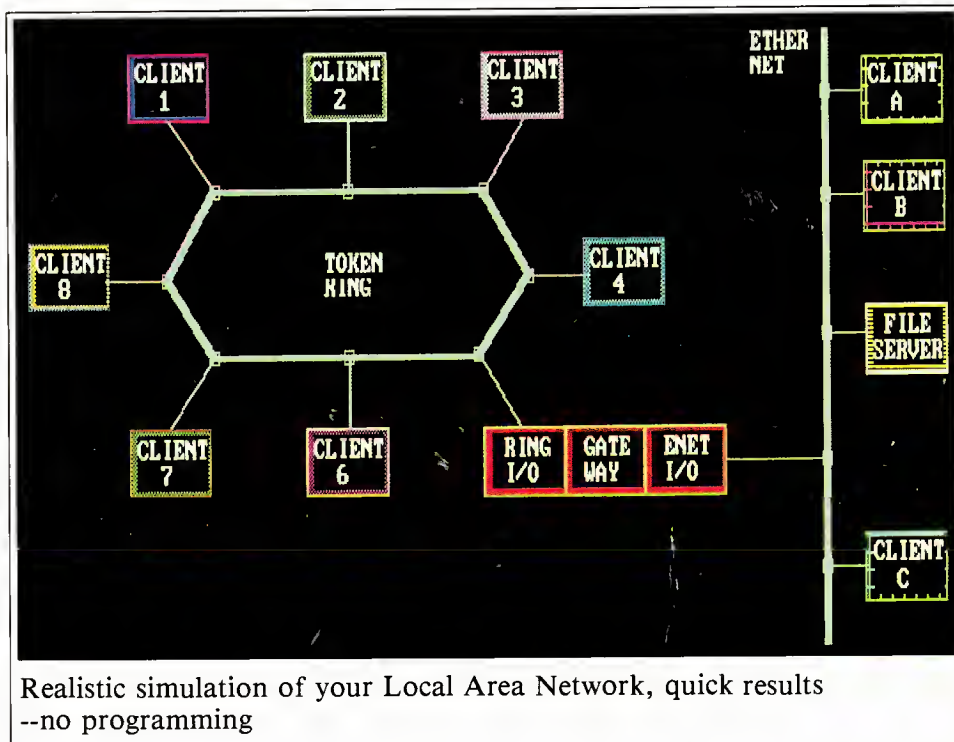 CLIENT
1
CLIENT
2
CLIENT
3
ETHER
NET
CLIENT
A
CLIENT
B
CLIENT
8
TOKEN
RING
CLIENT
4
FILE
SERVER
CLIENT
7
CLIENT
6
RING
I/O
GATE
WAY
ENET
I/O
CLIENT
C
Realistic simulation of your Local Area Network, quick results
--no programming